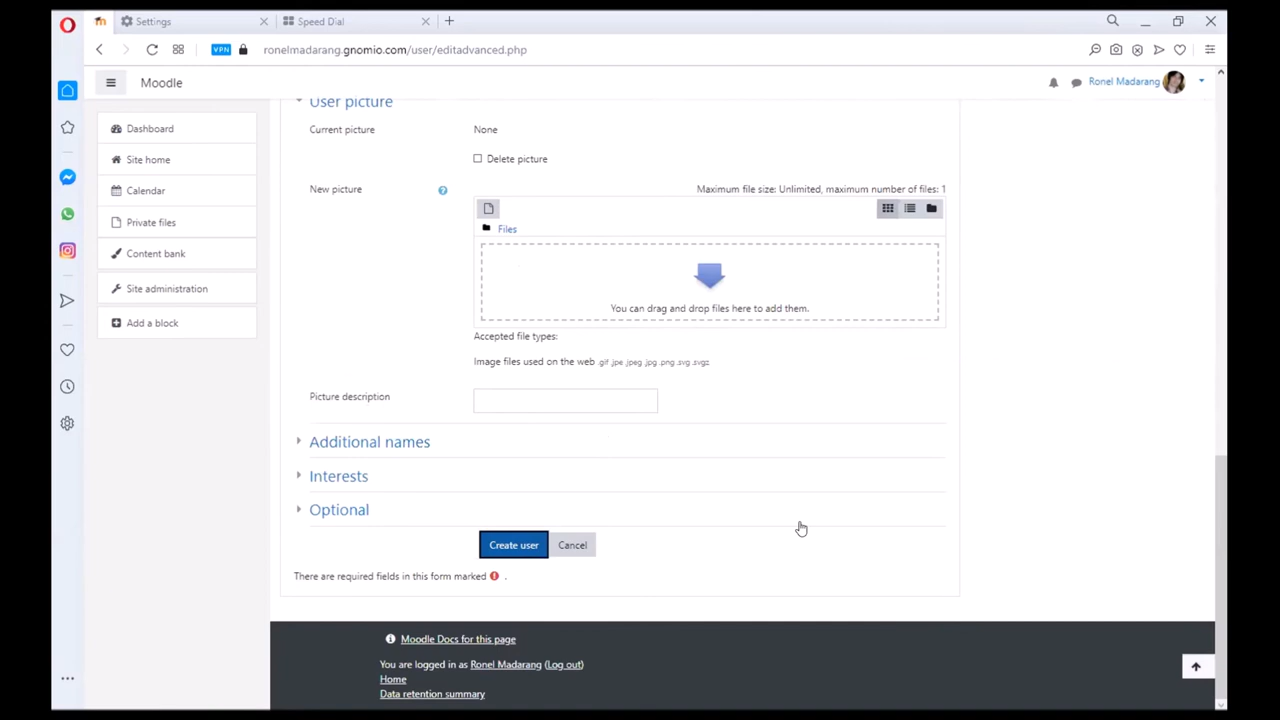 Settings
Speed Dial
VPN
ronelmadarang.gnomio.com/user/editadvanced.php
Moodle
Ronel Madarang
Dashboard
Site home
Calendar
Private files
Content bank
Site administration
Add a block
User picture
Current picture
None
Delete picture
New picture
Maximum file size: Unlimited, maximum number of files: 1
Files
You can drag and drop files here to add them.
Accepted file types:
Image files used on the web .gif .jpe .jpeg .jpg .png .svg .svgz
Picture description
Additional names
Interests
Optional
Create user
Cancel
There are required fields in this form marked .
Moodle Docs for this page
You are logged in as Ronel Madarang (Log out)
Home
Data retention summary